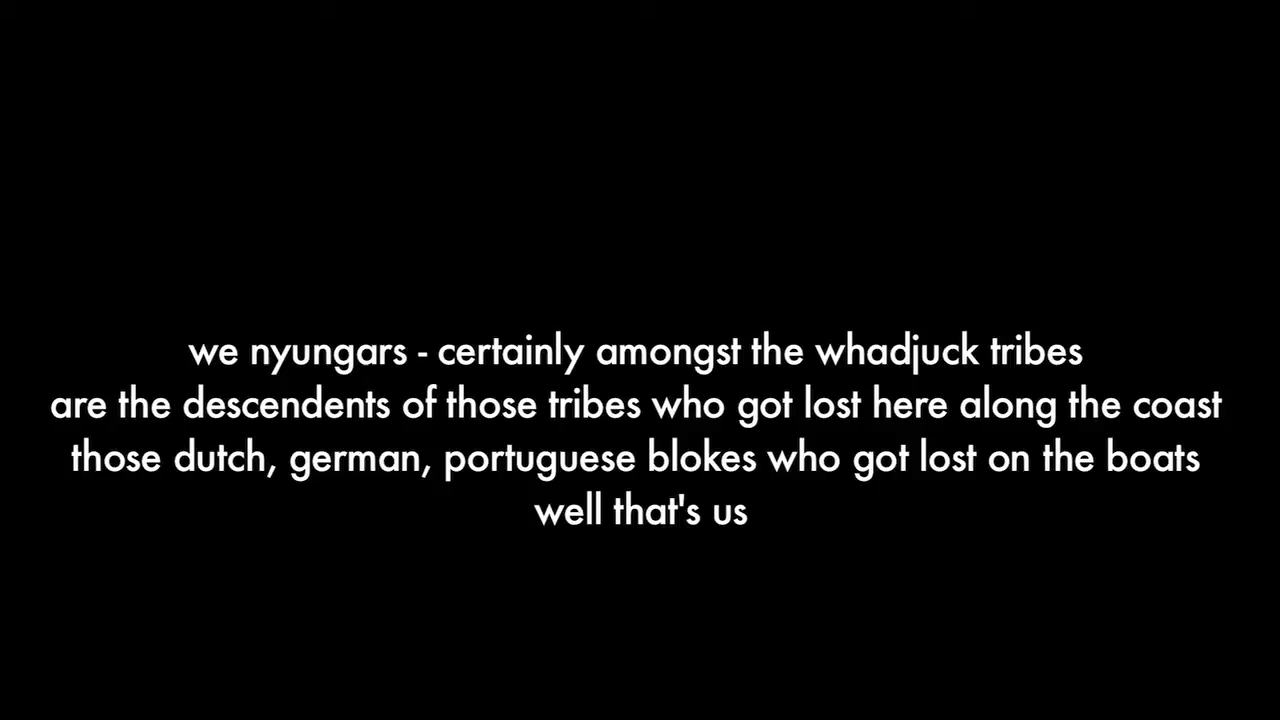 we nyungars - certainly amongst the whadjuck tribes
are the descendents of those tribes who got lost here along the coast
those dutch, german, portuguese blokes who got lost on the boats
well that's us